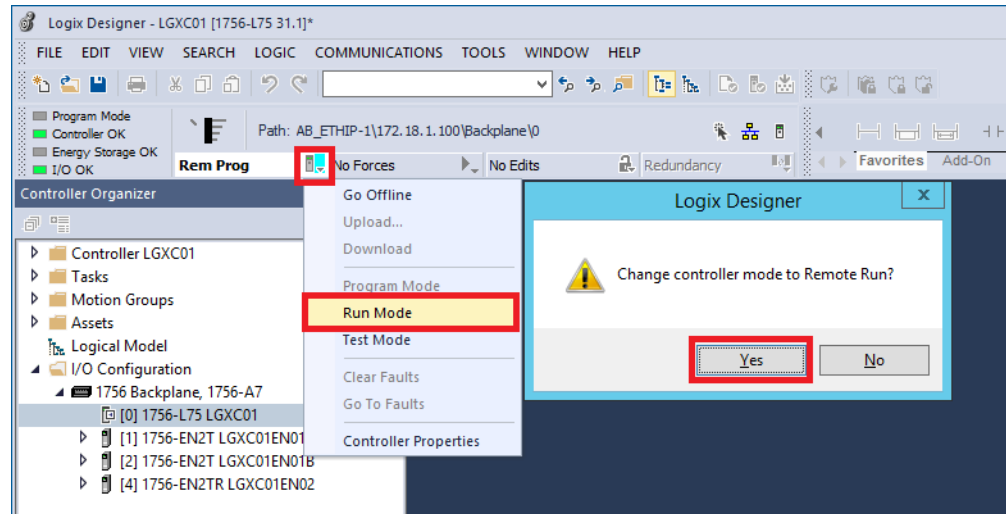 Logix Designer - LGXC01 [1756-L75 31.1]*
FILE EDIT VIEW SEARCH LOGIC COMMUNICATIONS TOOLS WINDOW HELP
Program Mode
Controller OK
Energy Storage OK
I/O OK
Path: AB_ETHIP-1\172.18.1.100\Backplane\0
Rem Prog
No Forces
No Edits
Redundancy
Favorites Add-On
Controller Organizer
Controller LGXC01
Tasks
Motion Groups
Assets
Logical Model
I/O Configuration
1756 Backplane, 1756-A7
[0] 1756-L75 LGXC01
[1] 1756-EN2T LGXC01EN01
[2] 1756-EN2T LGXC01EN01B
[4] 1756-EN2TR LGXC01EN02
Go Offline
Upload...
Download
Program Mode
Run Mode
Test Mode
Clear Faults
Go To Faults
Controller Properties
Logix Designer
x
Change controller mode to Remote Run?
Yes No